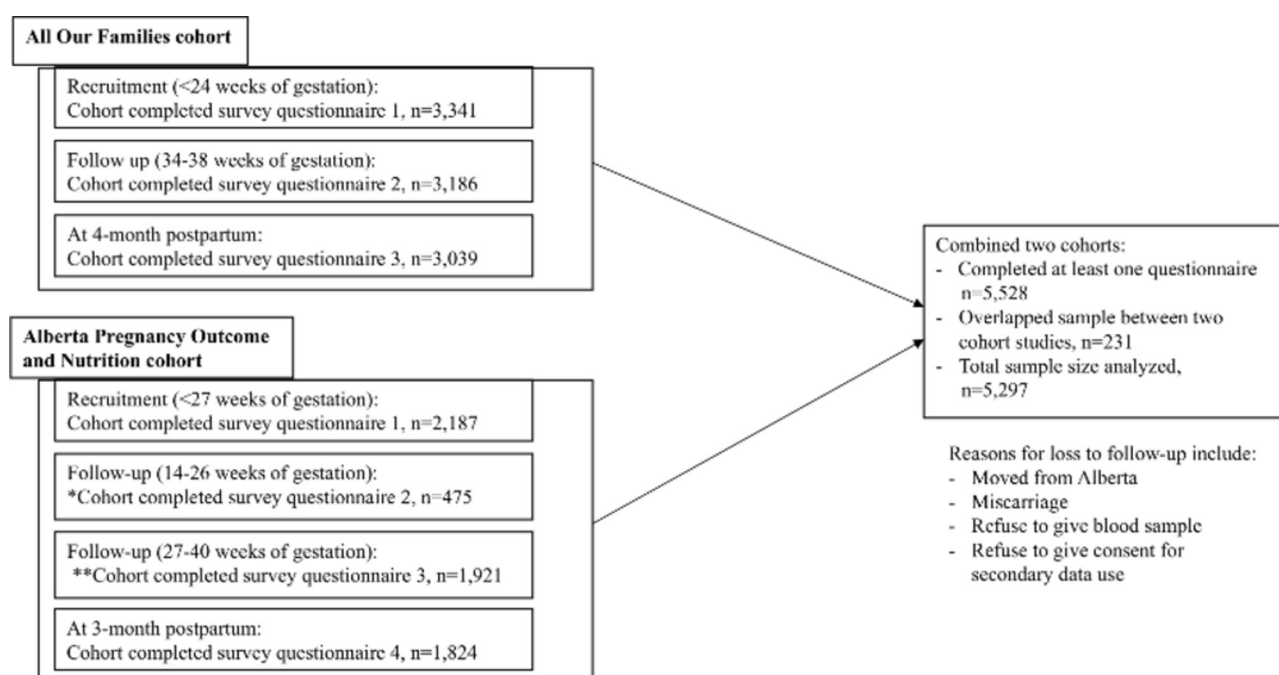 All Our Families cohort
Recruitment (<24 weeks of gestation):
Cohort completed survey questionnaire 1, n=3,341
Follow up (34-38 weeks of gestation):
Cohort completed survey questionnaire 2, n=3,186
At 4-month postpartum:
Cohort completed survey questionnaire 3, n=3,039
Alberta Pregnancy Outcome
and Nutrition cohort
Recruitment (<27 weeks of gestation):
Cohort completed survey questionnaire 1, n=2,187
Follow-up (14-26 weeks of gestation):
*Cohort completed survey questionnaire 2, n=475
Follow-up (27-40 weeks of gestation):
**Cohort completed survey questionnaire 3, n=1,921
At 3-month postpartum:
Cohort completed survey questionnaire 4, n=1,824
Combined two cohorts:
- Completed at least one questionnaire
n=5,528
- Overlapped sample between two
cohort studies, n=231
- Total sample size analyzed,
n=5,297
Reasons for loss to follow-up include:
- Moved from Alberta
- Miscarriage
- Refuse to give blood sample
- Refuse to give consent for
secondary data use